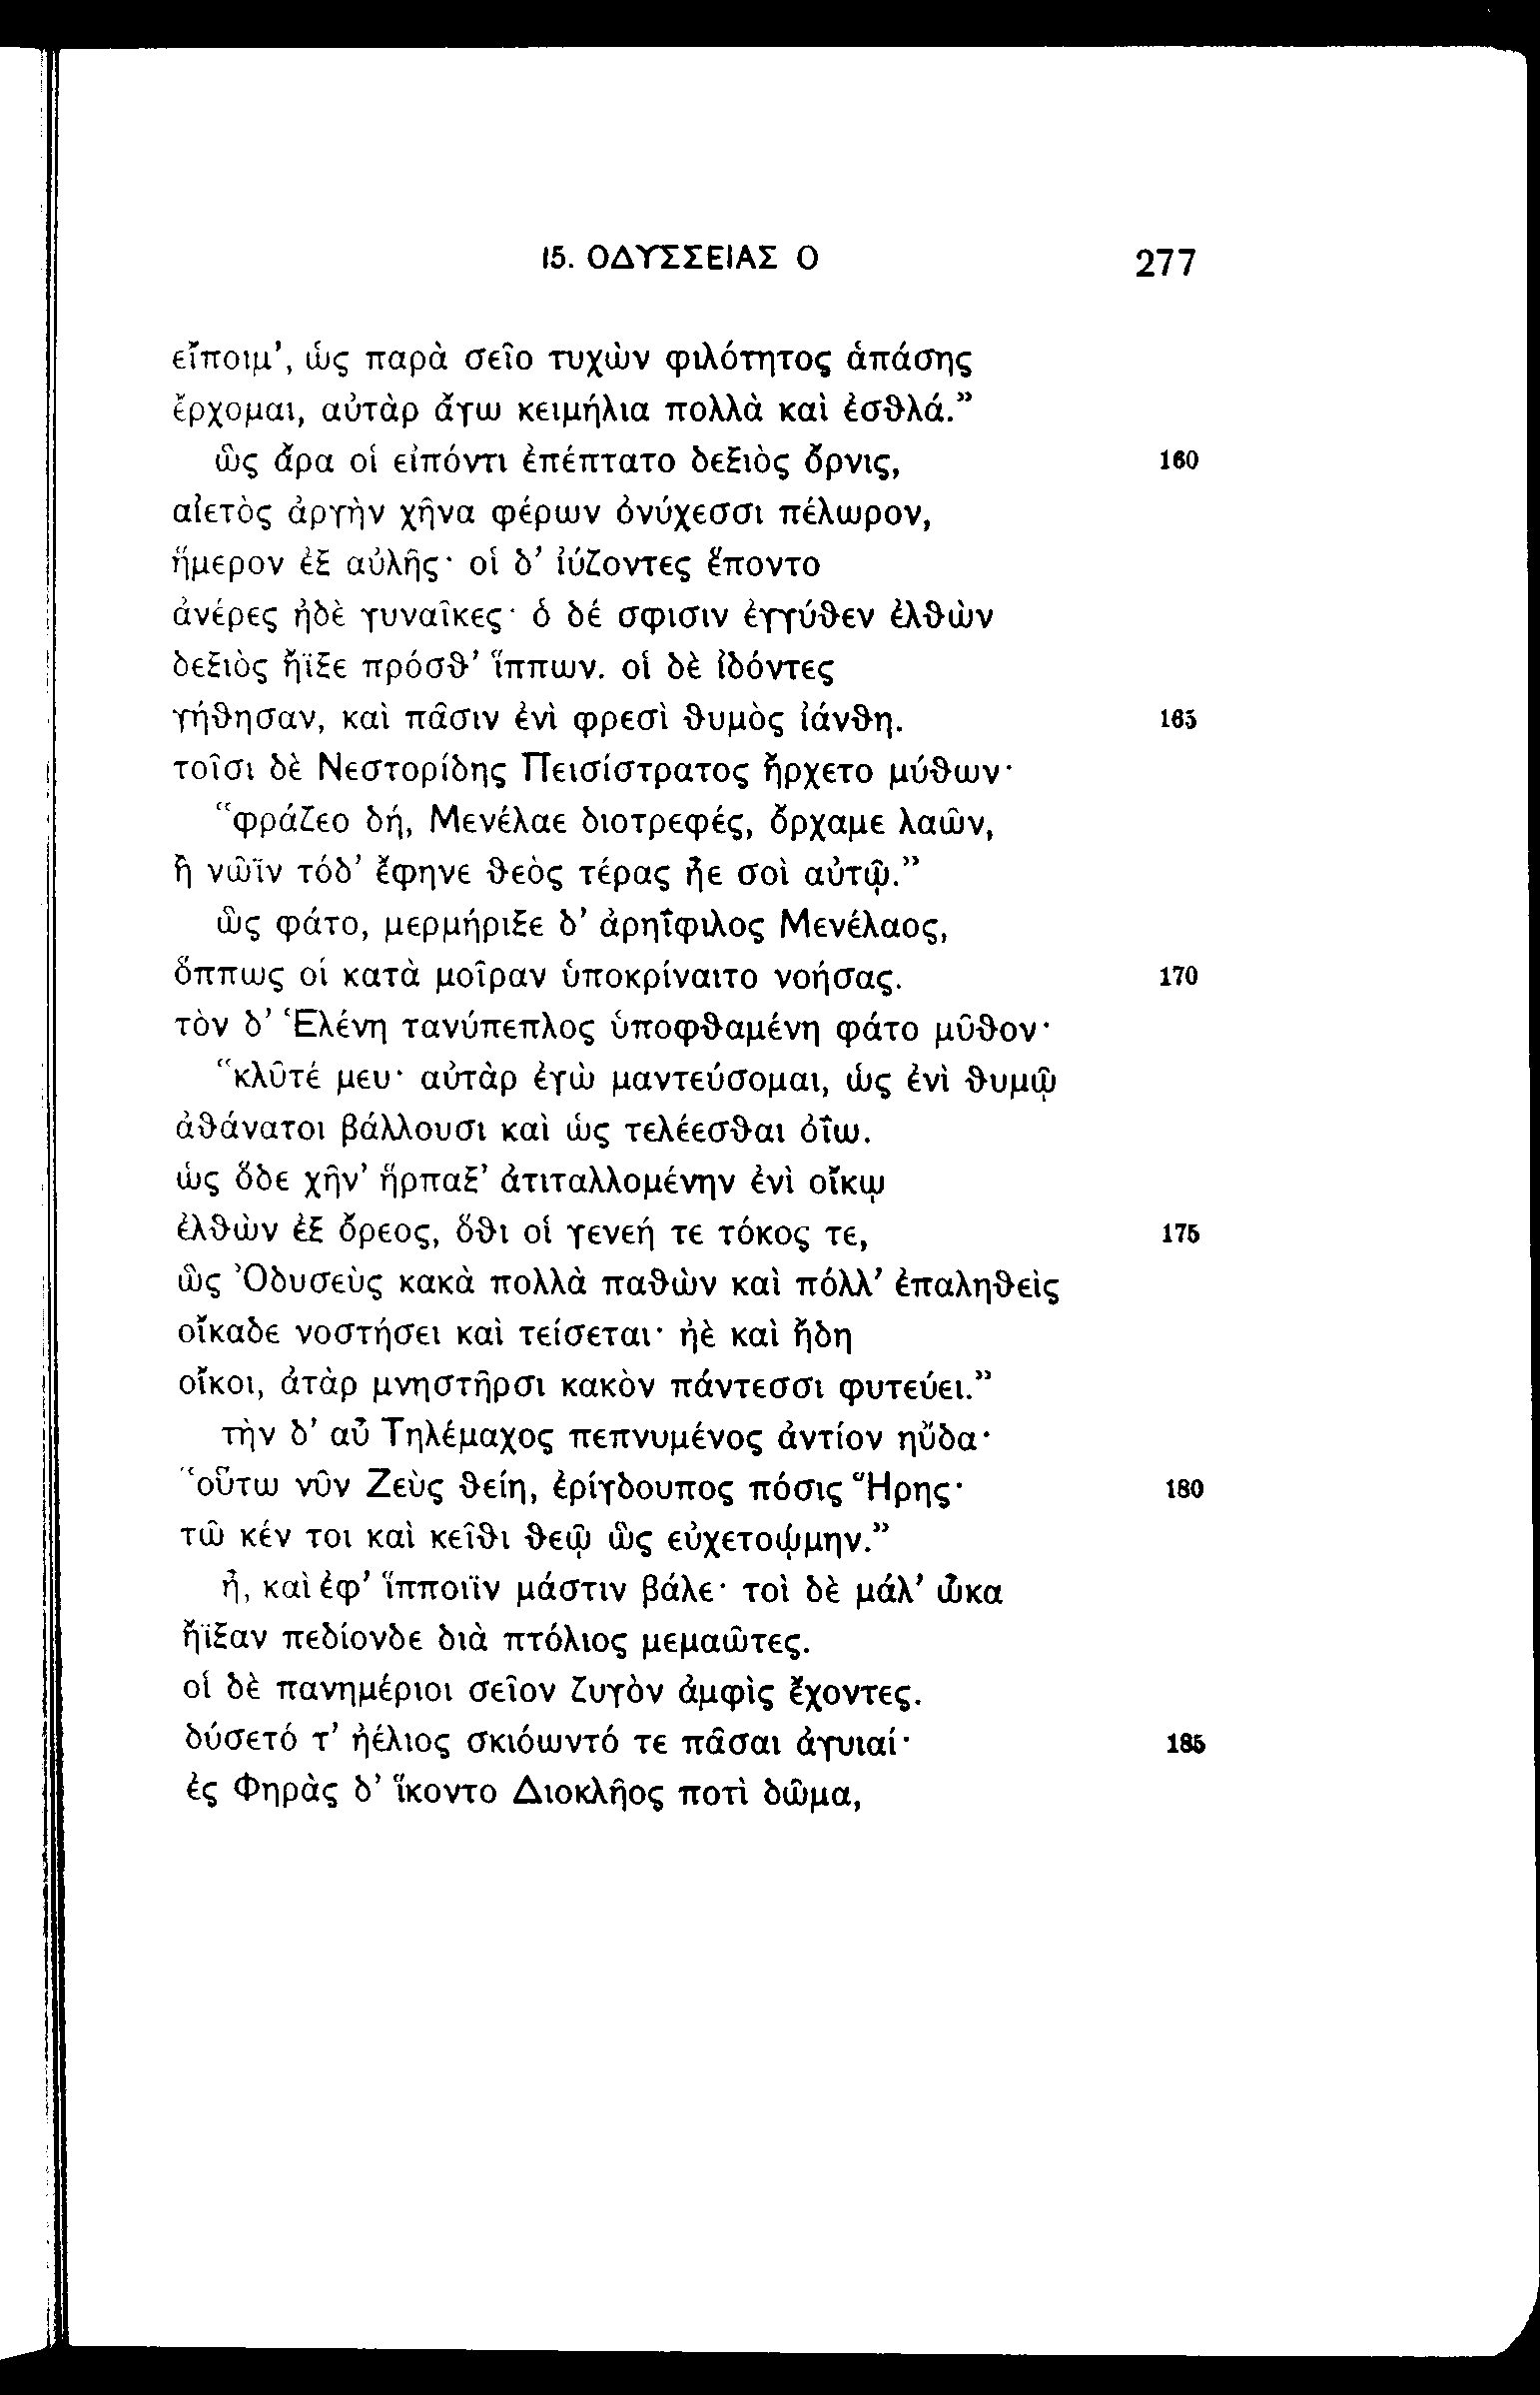 15. ΟΔΥΣΣΕΙΑΣ Ο 277
εἴποιμ’, ὡς παρὰ σεῖο τυχὼν φιλότητος ἁπάσης
ἔρχομαι, αὐτὰρ ἄγω κειμήλια πολλὰ καὶ ἐσθλά.”
ὣς ἄρα οἱ εἰπόντι ἐπέπτατο δεξιὸς ὄρνις, 160
αἰετὸς ἀργὴν χῆνα φέρων ὀνύχεσσι πέλωρον,
ἥμερον ἐξ αὐλῆς· οἱ δ’ ἰύζοντες ἕποντο
ἀνέρες ἠδὲ γυναῖκες· ὁ δέ σφισιν ἐγγύθεν ἐλθὼν
δεξιὸς ἤϊξε πρόσθ’ ἵππων. οἱ δὲ ἰδόντες
γήθησαν, καὶ πᾶσιν ἐνὶ φρεσὶ θυμὸς ἰάνθη. 165
τοῖσι δὲ Νεστορίδης Πεισίστρατος ἤρχετο μύθων·
“φράζεο δή, Μενέλαε διοτρεφές, ὄρχαμε λαῶν,
ἢ νῶϊν τόδ’ ἔφηνε θεὸς τέρας ἦε σοὶ αὐτῷ.”
ὣς φάτο, μερμήριξε δ’ ἀρηΐφιλος Μενέλαος,
ὅππως οἱ κατὰ μοῖραν ὑποκρίναιτο νοήσας. 170
τὸν δ’ Ἑλένη τανύπεπλος ὑποφθαμένη φάτο μῦθον·
“κλῦτέ μευ· αὐτὰρ ἐγὼ μαντεύσομαι, ὡς ἐνὶ θυμῷ
ἀθάνατοι βάλλουσι καὶ ὡς τελέεσθαι ὀΐω.
ὡς ὅδε χῆν’ ἥρπαξ’ ἀτιταλλομένην ἐνὶ οἴκῳ
ἐλθὼν ἐξ ὄρεος, ὅθι οἱ γενεή τε τόκος τε, 175
ὣς Ὀδυσεὺς κακὰ πολλὰ παθὼν καὶ πόλλ’ ἐπαληθεὶς
οἴκαδε νοστήσει καὶ τείσεται· ἠὲ καὶ ἤδη
οἴκοι, ἀτὰρ μνηστῆρσι κακὸν πάντεσσι φυτεύει.”
τὴν δ’ αὖ Τηλέμαχος πεπνυμένος ἀντίον ηὔδα·
“οὕτω νῦν Ζεὺς θείη, ἐρίγδουπος πόσις Ἥρης· 180
τῶ κέν τοι καὶ κεῖθι θεῷ ὣς εὐχετοῴμην.”
ἦ, καὶ ἐφ’ ἵπποιϊν μάστιν βάλε· τοὶ δὲ μάλ’ ὦκα
ἤϊξαν πεδίονδε διὰ πτόλιος μεμαῶτες.
οἱ δὲ πανημέριοι σεῖον ζυγὸν ἀμφὶς ἔχοντες.
δύσετό τ’ ἠέλιος σκιόωντό τε πᾶσαι ἀγυιαί· 185
ἐς Φηρὰς δ’ ἵκοντο Διοκλῆος ποτὶ δῶμα,